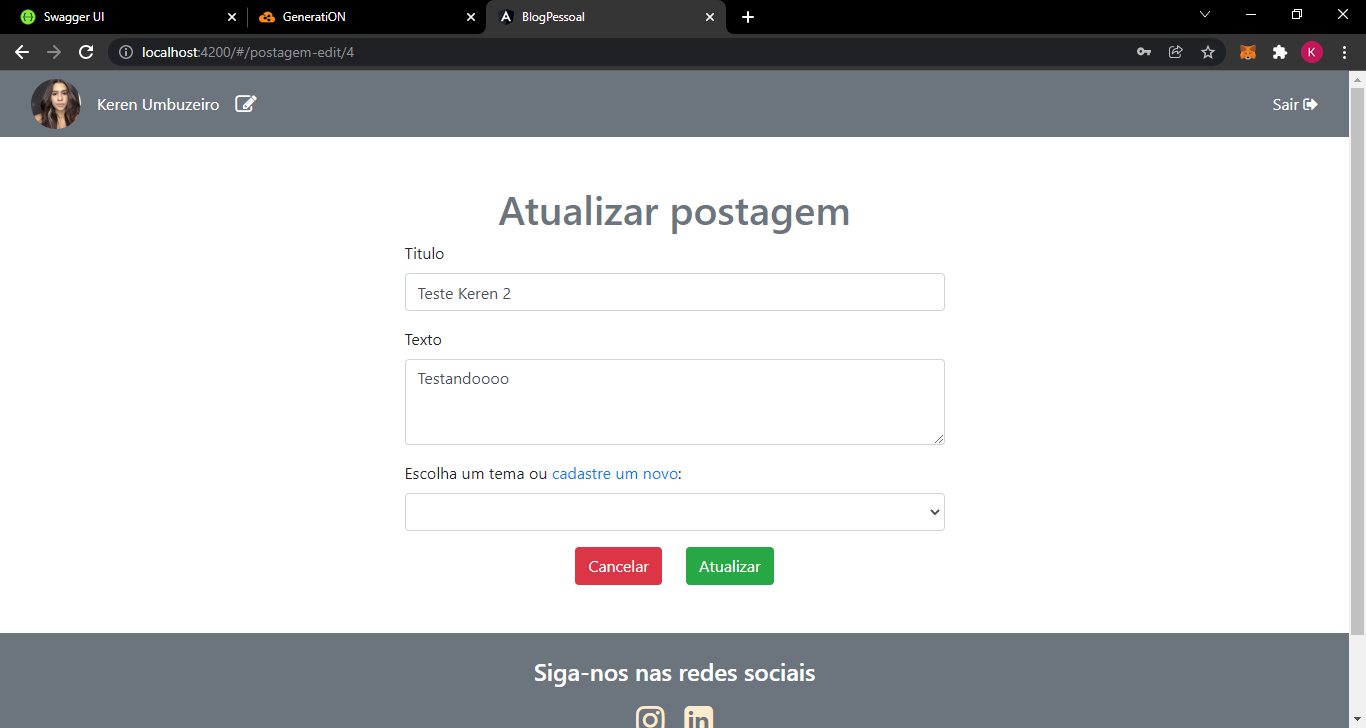 Swagger UI
GeneratiON
BlogPessoal
localhost:4200/#/postagem-edit/4
K
Keren Umbuzeiro
Sair
Atualizar postagem
Titulo
Teste Keren 2
Texto
Testandoooo
Escolha um tema ou cadastre um novo:
Cancelar
Atualizar
Siga-nos nas redes sociais